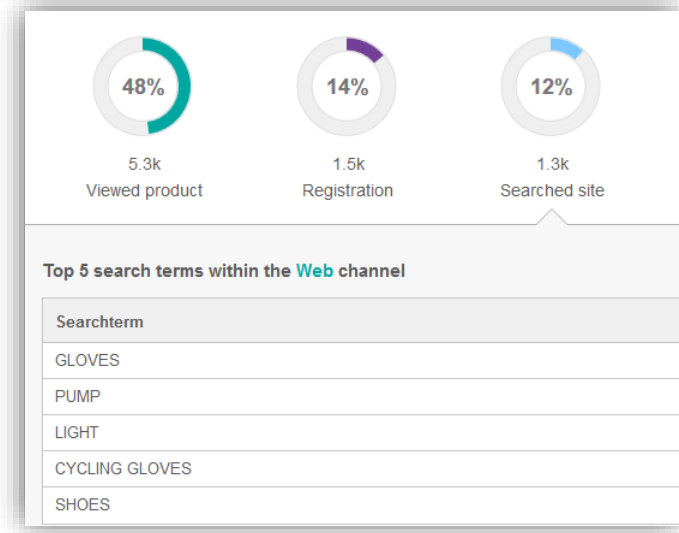 48% 14% 12%
5.3k 1.5k 1.3k
Viewed product Registration Searched site
Top 5 search terms within the Web channel
Searchterm
GLOVES
PUMP
LIGHT
CYCLING GLOVES
SHOES